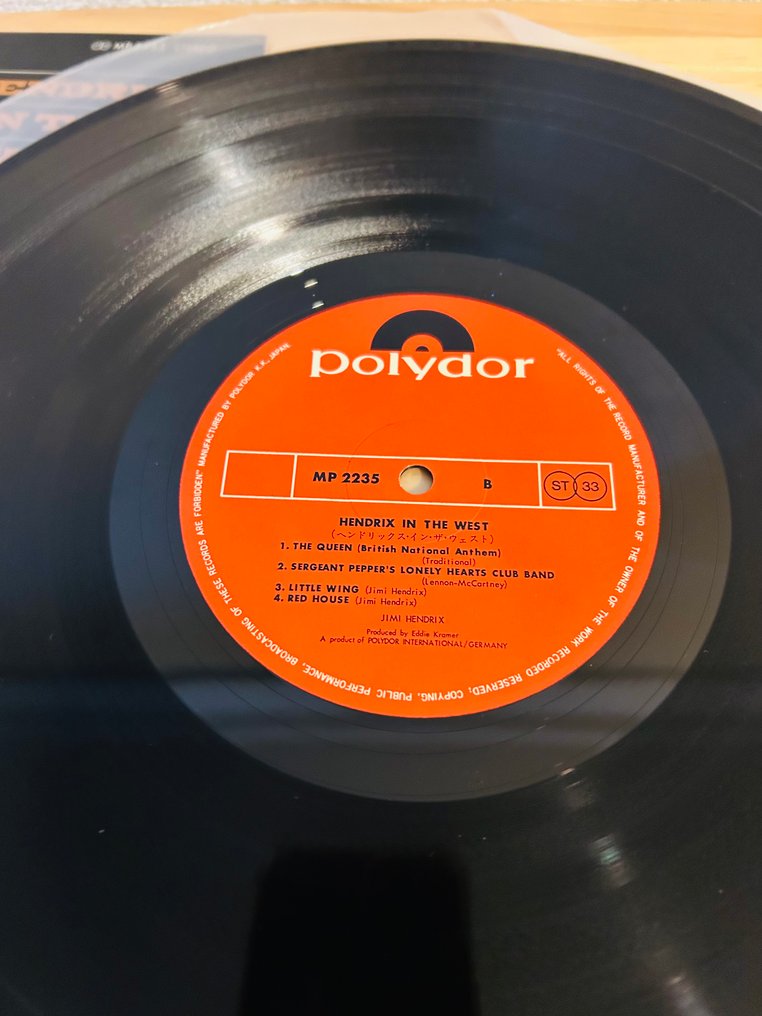 polydor
MP 2235
B
ST 33
HENDRIX IN THE WEST
(ヘンドリックス・イン・ザ・ウェスト)
1. THE QUEEN (British National Anthem)
(Traditional)
2. SERGEANT PEPPER'S LONELY HEARTS CLUB BAND
(Lennon-McCartney)
3. LITTLE WING (Jimi Hendrix)
4. RED HOUSE (Jimi Hendrix)
JIMI HENDRIX
Produced by Eddie Kramer
A product of POLYDOR INTERNATIONAL/GERMANY
"ALL RIGHTS OF THE RECORD MANUFACTURER AND OF THE OWNER OF THE WORK RECORDED RESERVED; COPYING, PUBLIC PERFORMANCE, BROADCASTING OF THESE RECORDS ARE FORBIDDEN" MANUFACTURED BY POLYDOR K.K., JAPAN.